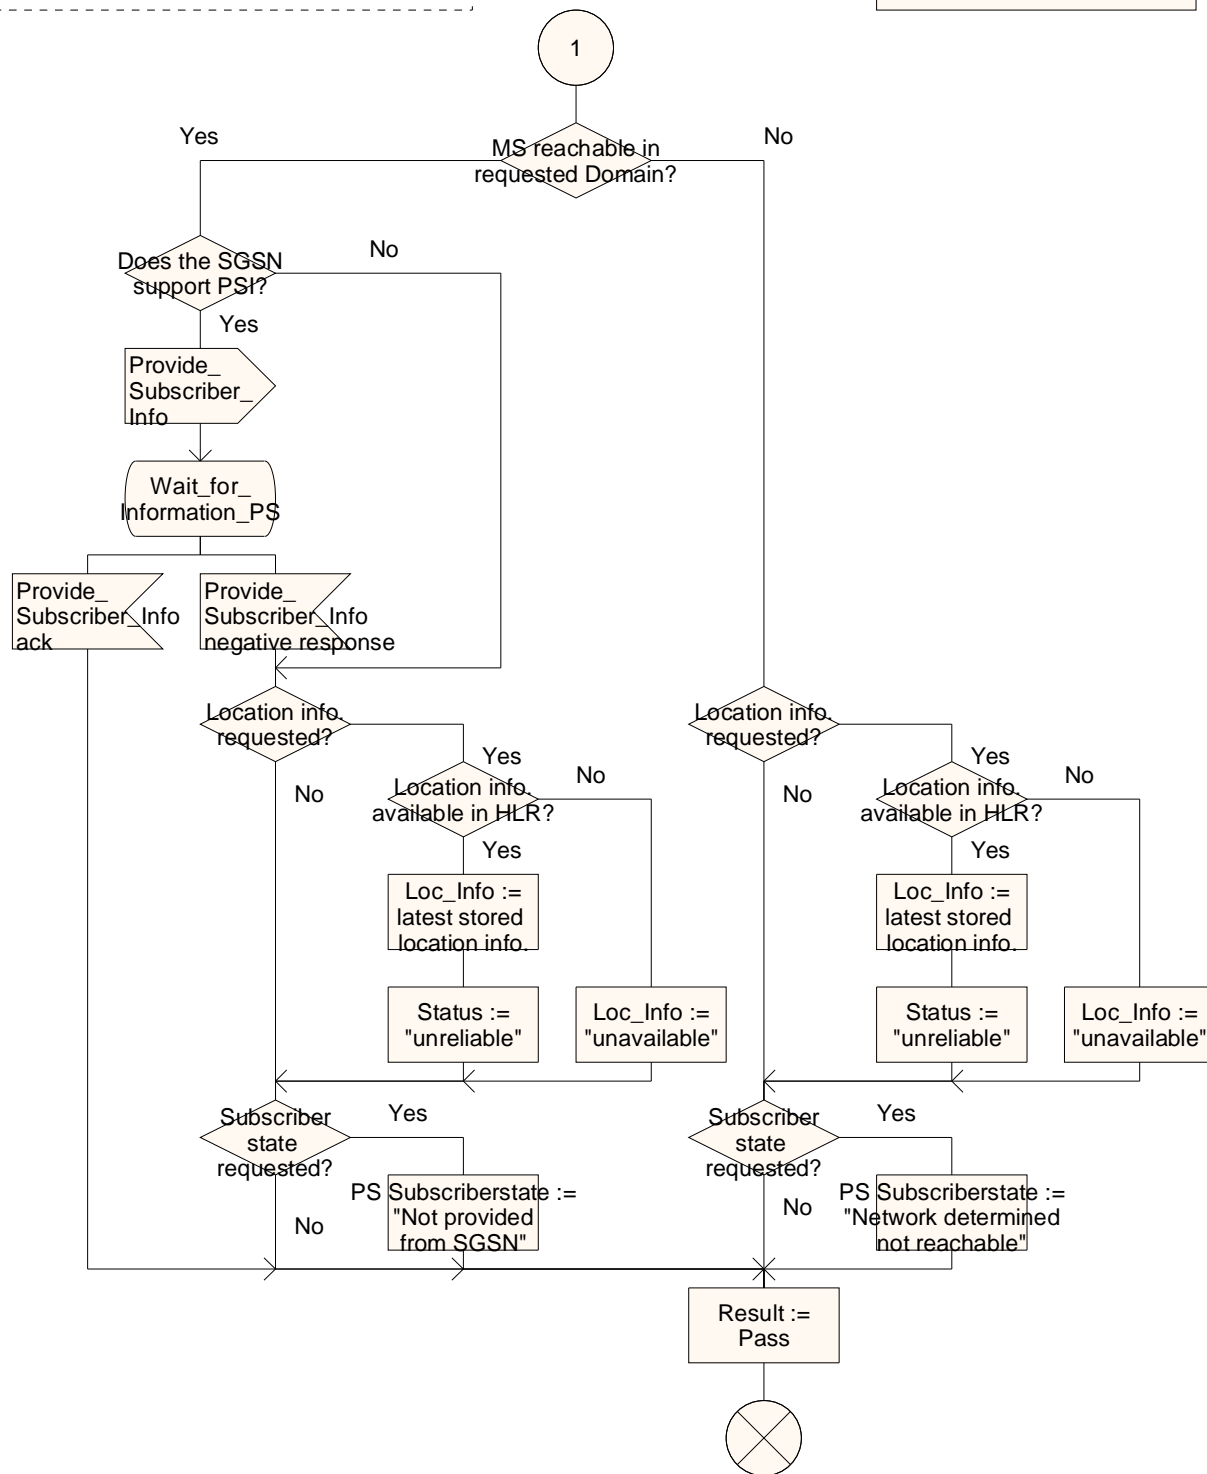 1
Yes
MS reachable in
requested Domain?
No
Does the SGSN
support PSI?
No
Yes
Provide_
Subscriber_
Info
Wait_for_
Information_PS
Provide_
Subscriber_Info
ack
Provide_
Subscriber_Info
negative response
Location info.
requested?
Yes
No
Location info.
available in HLR?
No
Yes
Loc_Info :=
latest stored
location info.
Status :=
"unreliable"
Loc_Info :=
"unavailable"
Location info.
requested?
Yes
No
Location info.
available in HLR?
No
Yes
Loc_Info :=
latest stored
location info.
Status :=
"unreliable"
Loc_Info :=
"unavailable"
Subscriber
state
requested?
Yes
No
PS Subscriberstate :=
"Not provided
from SGSN"
Subscriber
state
requested?
Yes
No
PS Subscriberstate :=
"Network determined
not reachable"
Result :=
Pass